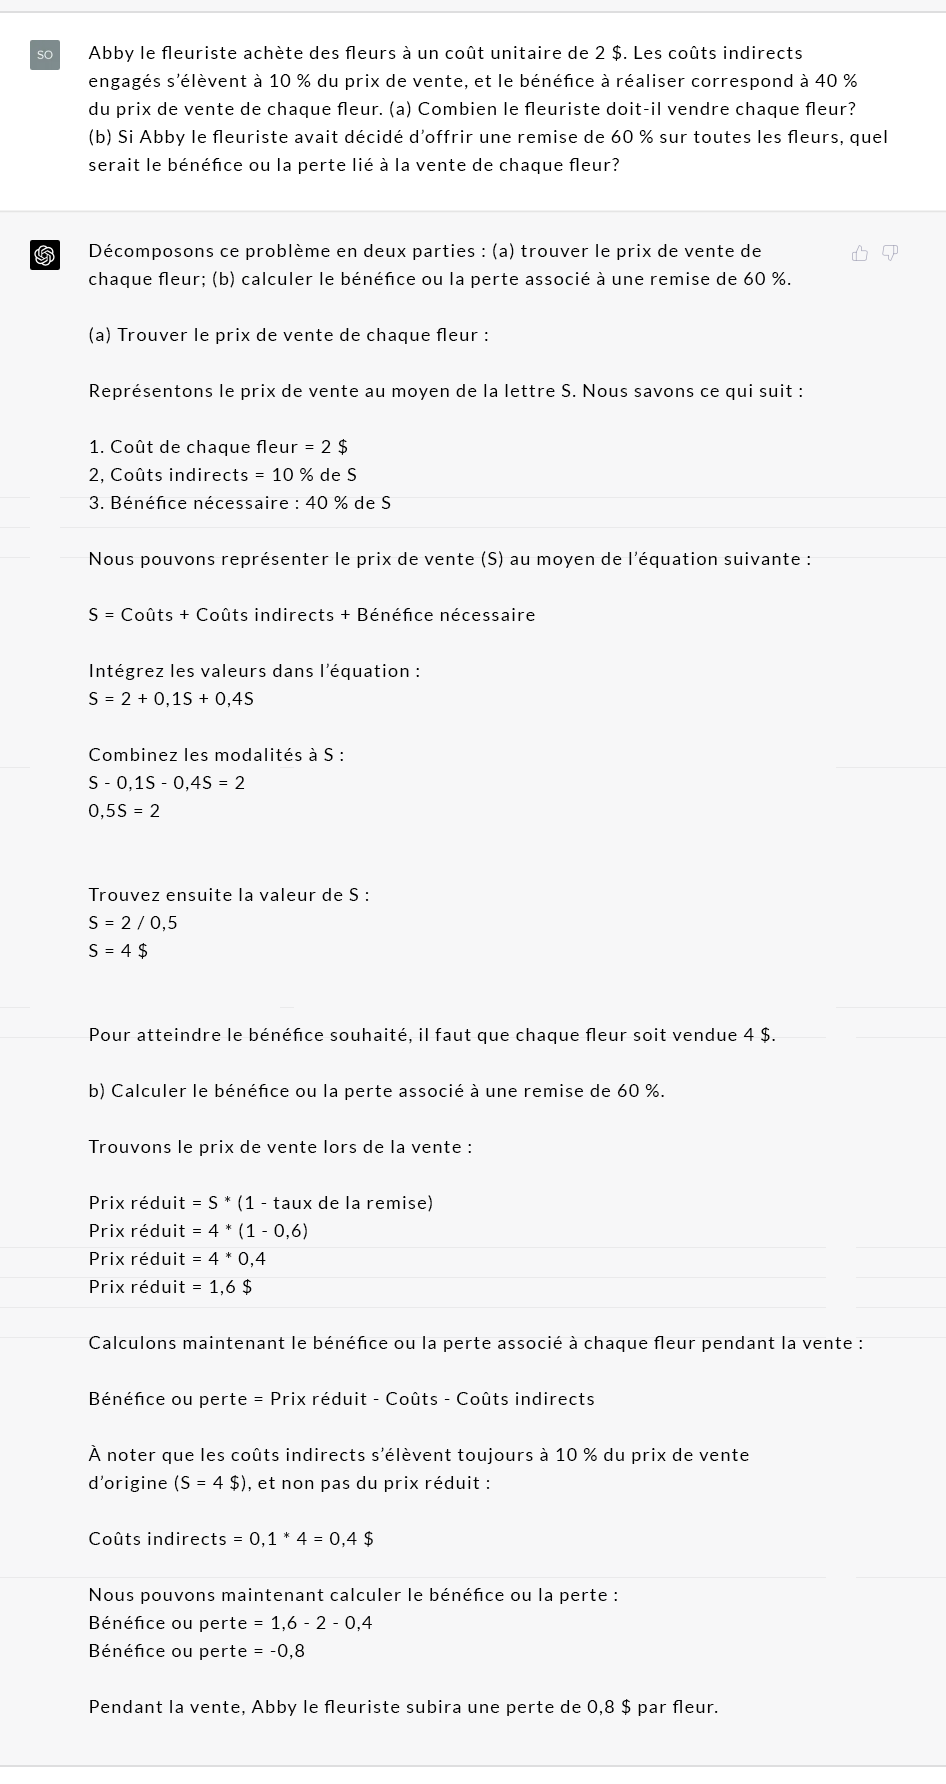 SO
Abby le fleuriste achète des fleurs à un coût unitaire de 2 $. Les coûts indirects
engagés s’élèvent à 10 % du prix de vente, et le bénéfice à réaliser correspond à 40 %
du prix de vente de chaque fleur. (a) Combien le fleuriste doit-il vendre chaque fleur?
(b) Si Abby le fleuriste avait décidé d’offrir une remise de 60 % sur toutes les fleurs, quel
serait le bénéfice ou la perte lié à la vente de chaque fleur?
Décomposons ce problème en deux parties : (a) trouver le prix de vente de
chaque fleur; (b) calculer le bénéfice ou la perte associé à une remise de 60 %.
(a) Trouver le prix de vente de chaque fleur :
Représentons le prix de vente au moyen de la lettre S. Nous savons ce qui suit :
1. Coût de chaque fleur = 2 $
2, Coûts indirects = 10 % de S
3. Bénéfice nécessaire : 40 % de S
Nous pouvons représenter le prix de vente (S) au moyen de l’équation suivante :
S = Coûts + Coûts indirects + Bénéfice nécessaire
Intégrez les valeurs dans l’équation :
S = 2 + 0,1S + 0,4S
Combinez les modalités à S :
S - 0,1S - 0,4S = 2
0,5S = 2
Trouvez ensuite la valeur de S :
S = 2 / 0,5
S = 4 $
Pour atteindre le bénéfice souhaité, il faut que chaque fleur soit vendue 4 $.
b) Calculer le bénéfice ou la perte associé à une remise de 60 %.
Trouvons le prix de vente lors de la vente :
Prix réduit = S * (1 - taux de la remise)
Prix réduit = 4 * (1 - 0,6)
Prix réduit = 4 * 0,4
Prix réduit = 1,6 $
Calculons maintenant le bénéfice ou la perte associé à chaque fleur pendant la vente :
Bénéfice ou perte = Prix réduit - Coûts - Coûts indirects
À noter que les coûts indirects s’élèvent toujours à 10 % du prix de vente
d’origine (S = 4 $), et non pas du prix réduit :
Coûts indirects = 0,1 * 4 = 0,4 $
Nous pouvons maintenant calculer le bénéfice ou la perte :
Bénéfice ou perte = 1,6 - 2 - 0,4
Bénéfice ou perte = -0,8
Pendant la vente, Abby le fleuriste subira une perte de 0,8 $ par fleur.